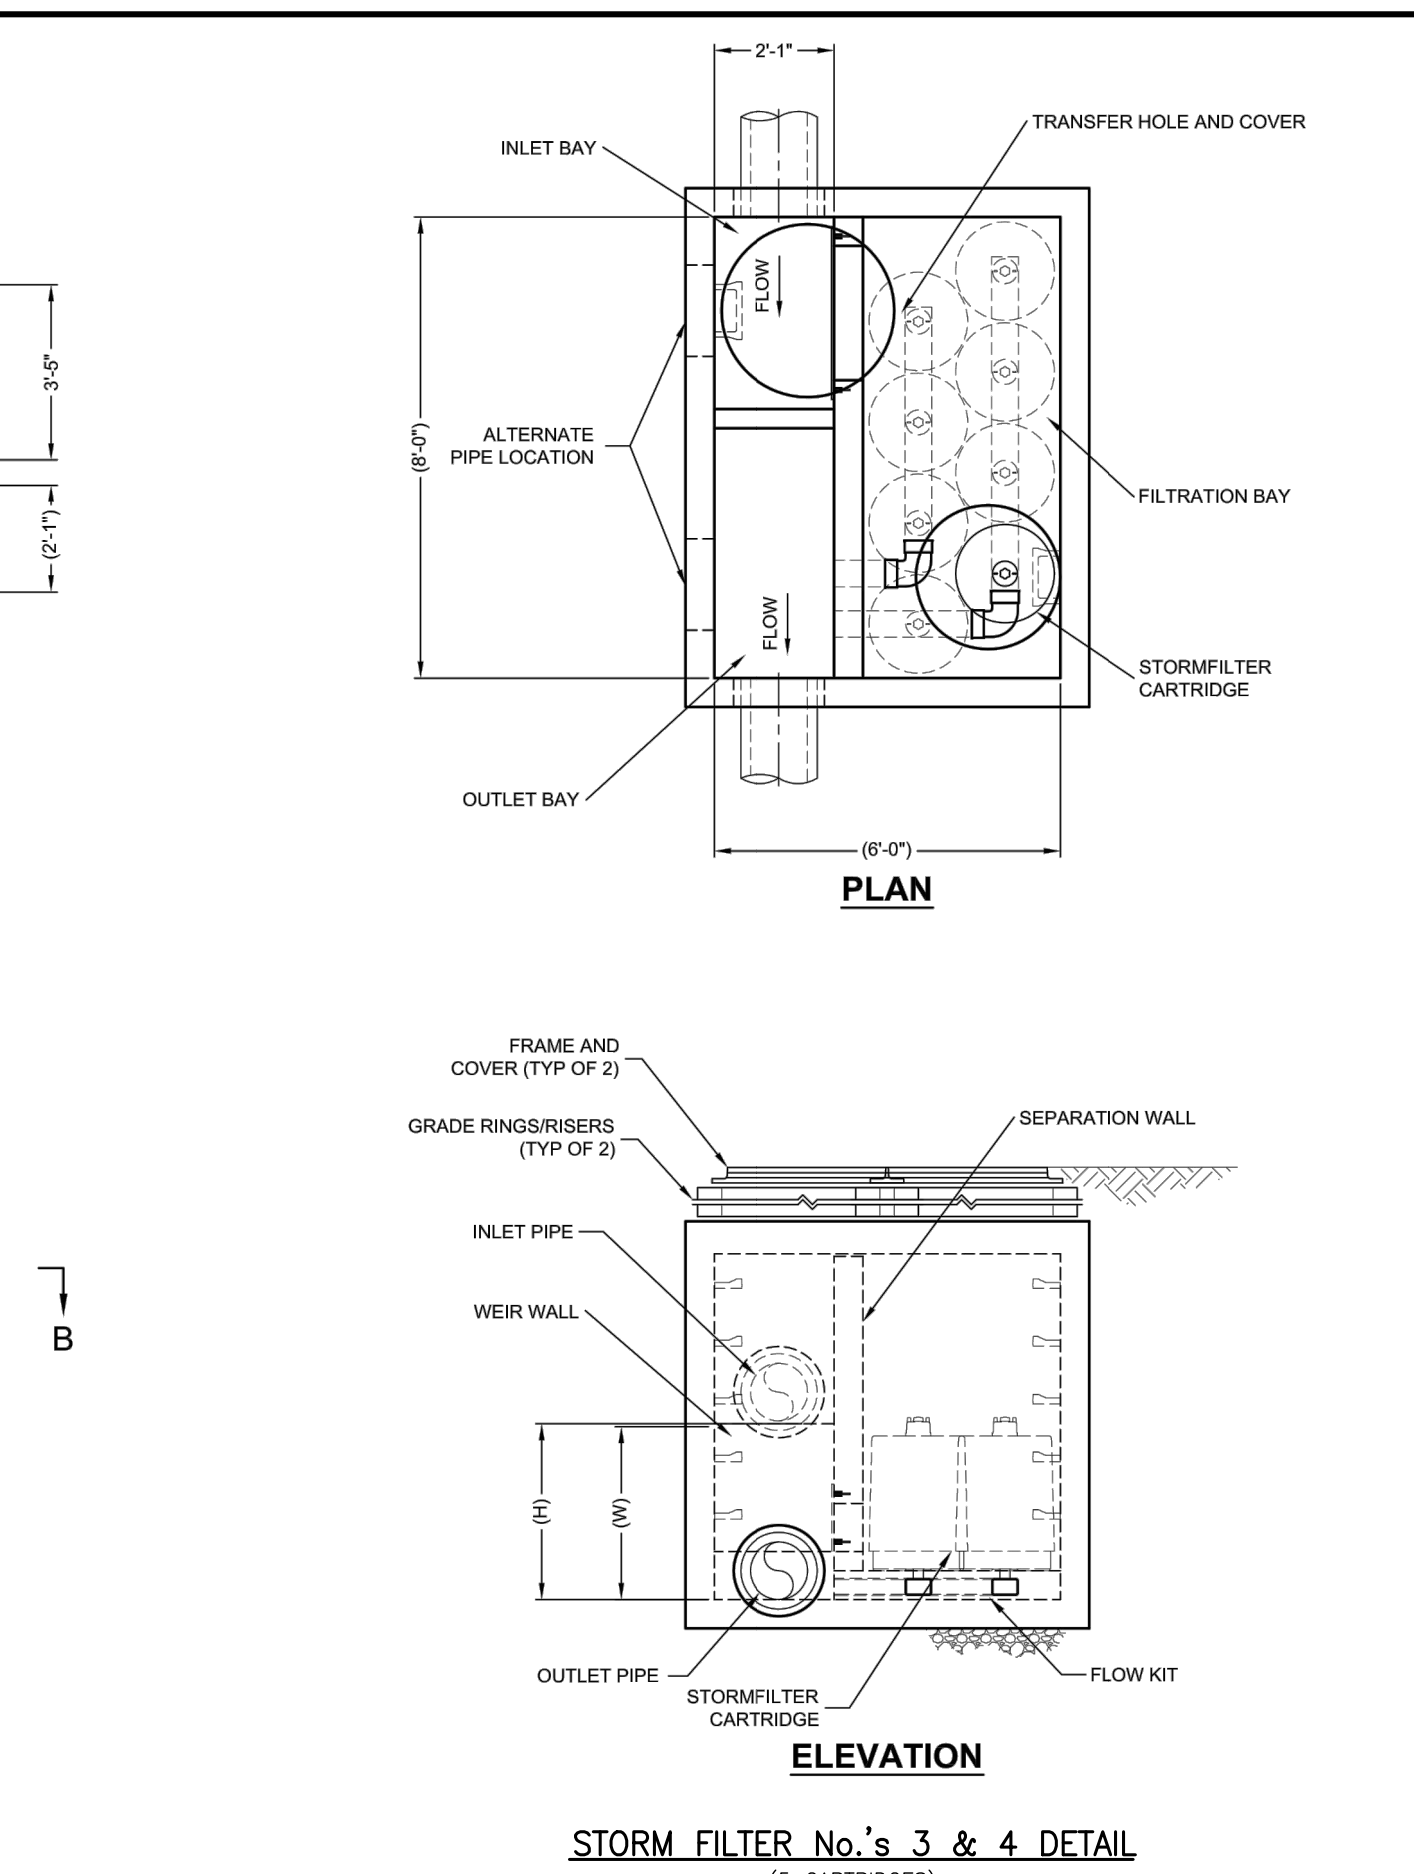 2'-1"
TRANSFER HOLE AND COVER
INLET BAY
FLOW
3'-5"
(8'-0")
ALTERNATE
PIPE LOCATION
FILTRATION BAY
(2'-1")
FLOW
STORMFILTER
CARTRIDGE
OUTLET BAY
(6'-0")
PLAN
FRAME AND
COVER (TYP OF 2)
GRADE RINGS/RISERS
(TYP OF 2)
SEPARATION WALL
INLET PIPE
WEIR WALL
B
(H)
(W)
OUTLET PIPE
FLOW KIT
STORMFILTER
CARTRIDGE
ELEVATION
STORM FILTER No.'s 3 & 4 DETAIL